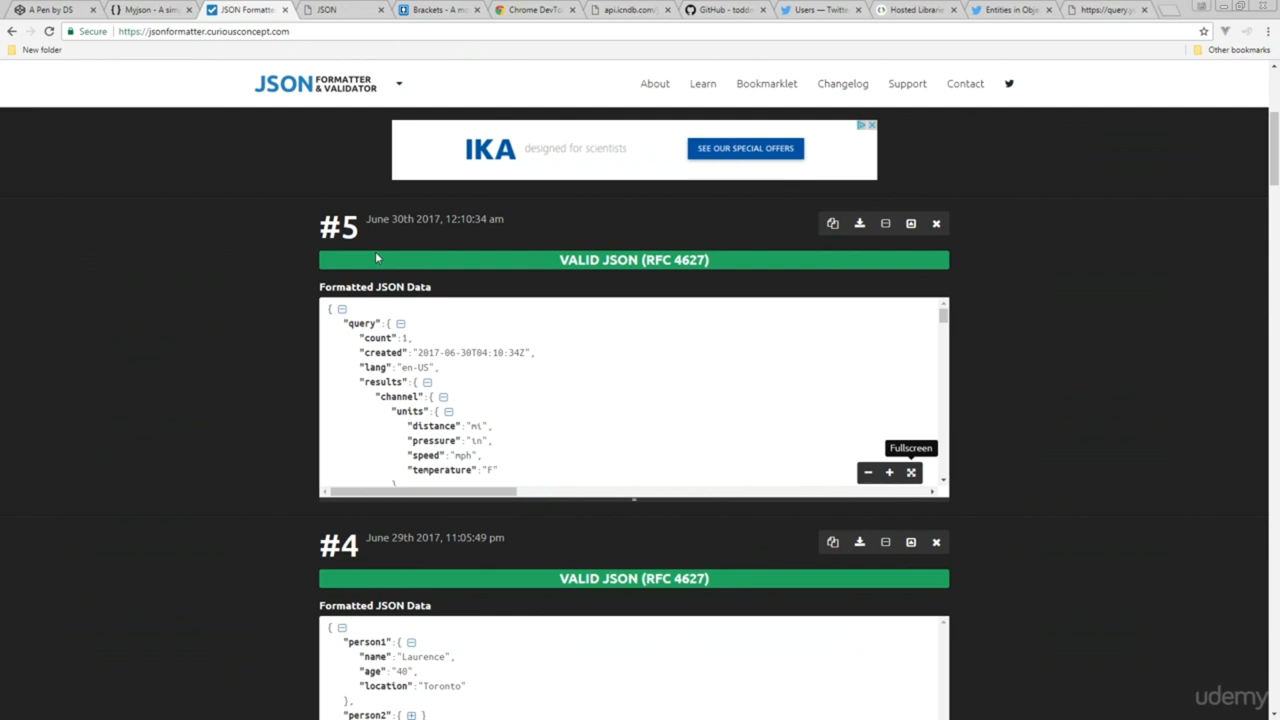 A Pen by DS
Myjson - A sim
JSON Formatte
JSON
Brackets - A mo
Chrome DevTo
api.icndb.com/
GitHub - todd
Users — Twitte
Hosted Librarie
Entities in Obje
https://query.y
Secure
https://jsonformatter.curiousconcept.com
New folder
Other bookmarks
JSON FORMATTER & VALIDATOR
About
Learn
Bookmarklet
Changelog
Support
Contact
IKA designed for scientists
SEE OUR SPECIAL OFFERS
#5 June 30th 2017, 12:10:34 am
VALID JSON (RFC 4627)
Formatted JSON Data
{
"query":{
"count":1,
"created":"2017-06-30T04:10:34Z",
"lang":"en-US",
"results":{
"channel":{
"units":{
"distance":"mi",
"pressure":"in",
"speed":"mph",
"temperature":"F"
}
Fullscreen
#4 June 29th 2017, 11:05:49 pm
VALID JSON (RFC 4627)
Formatted JSON Data
{
"person1":{
"name":"Laurence",
"age":"40",
"location":"Toronto"
},
"person2":{ }
udemy